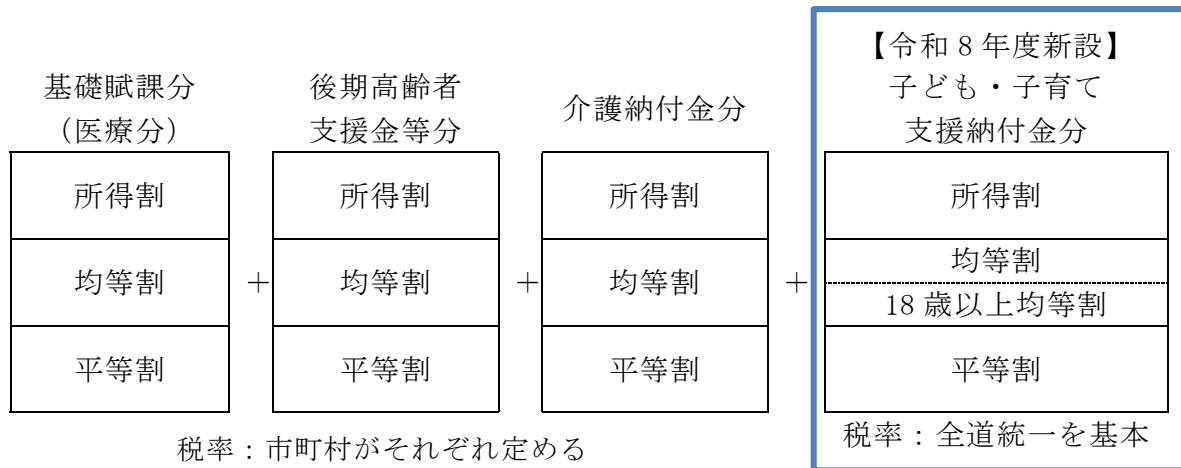 基礎賦課分
（医療分）
所得割
均等割
平等割
＋
後期高齢者
支援金等分
所得割
均等割
平等割
＋
介護納付金分
所得割
均等割
平等割
＋
【令和８年度新設】
子ども・子育て
支援納付金分
所得割
均等割
18歳以上均等割
平等割
税率：市町村がそれぞれ定める
税率：全道統一を基本